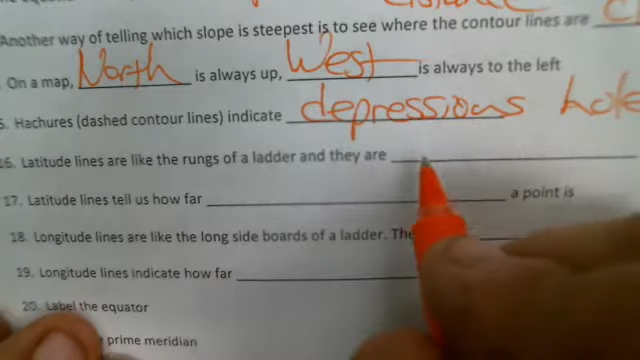 Another way of telling which slope is steepest is to see where the contour lines are
On a map, North is always up, West is always to the left
Hachures (dashed contour lines) indicate depressions hole
16. Latitude lines are like the rungs of a ladder and they are
17. Latitude lines tell us how far a point is
18. Longitude lines are like the long side boards of a ladder.
19. Longitude lines indicate how far
20. Label the equator
prime meridian